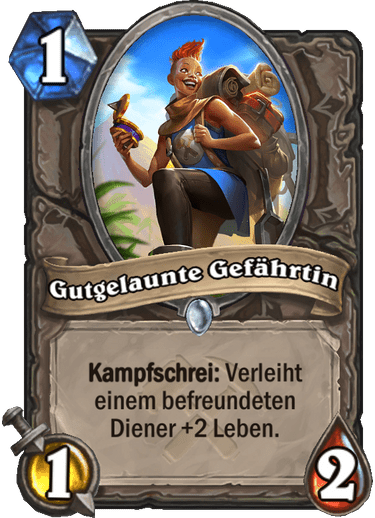 1
Gutgelaunte Gefährtin
Kampfschrei: Verleiht
einem befreundeten
Diener +2 Leben.
1
2